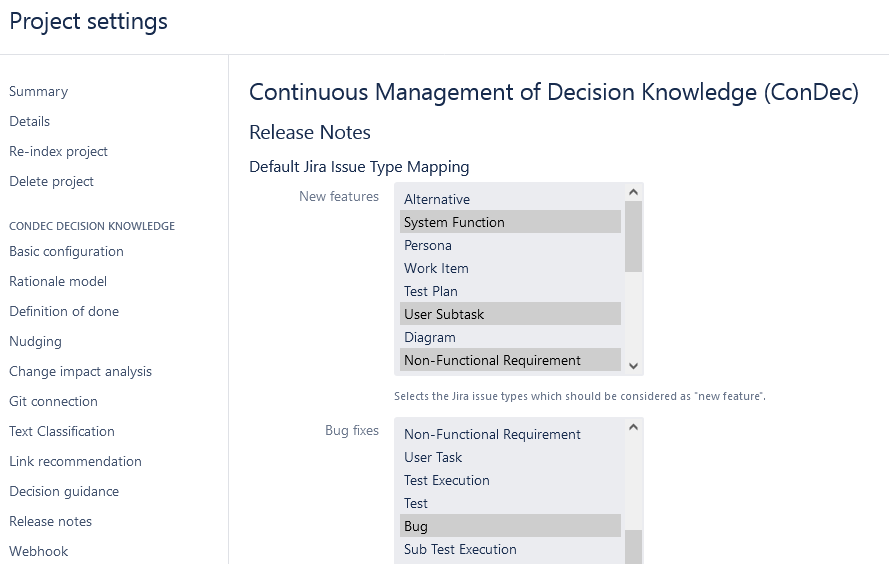 Project settings
Summary
Details
Re-index project
Delete project
CONDEC DECISION KNOWLEDGE
Basic configuration
Rationale model
Definition of done
Nudging
Change impact analysis
Git connection
Text Classification
Link recommendation
Decision guidance
Release notes
Webhook
Continuous Management of Decision Knowledge (ConDec)
Release Notes
Default Jira Issue Type Mapping
New features
Alternative
System Function
Persona
Work Item
Test Plan
User Subtask
Diagram
Non-Functional Requirement
Selects the Jira issue types which should be considered as "new feature".
Bug fixes
Non-Functional Requirement
User Task
Test Execution
Test
Bug
Sub Test Execution